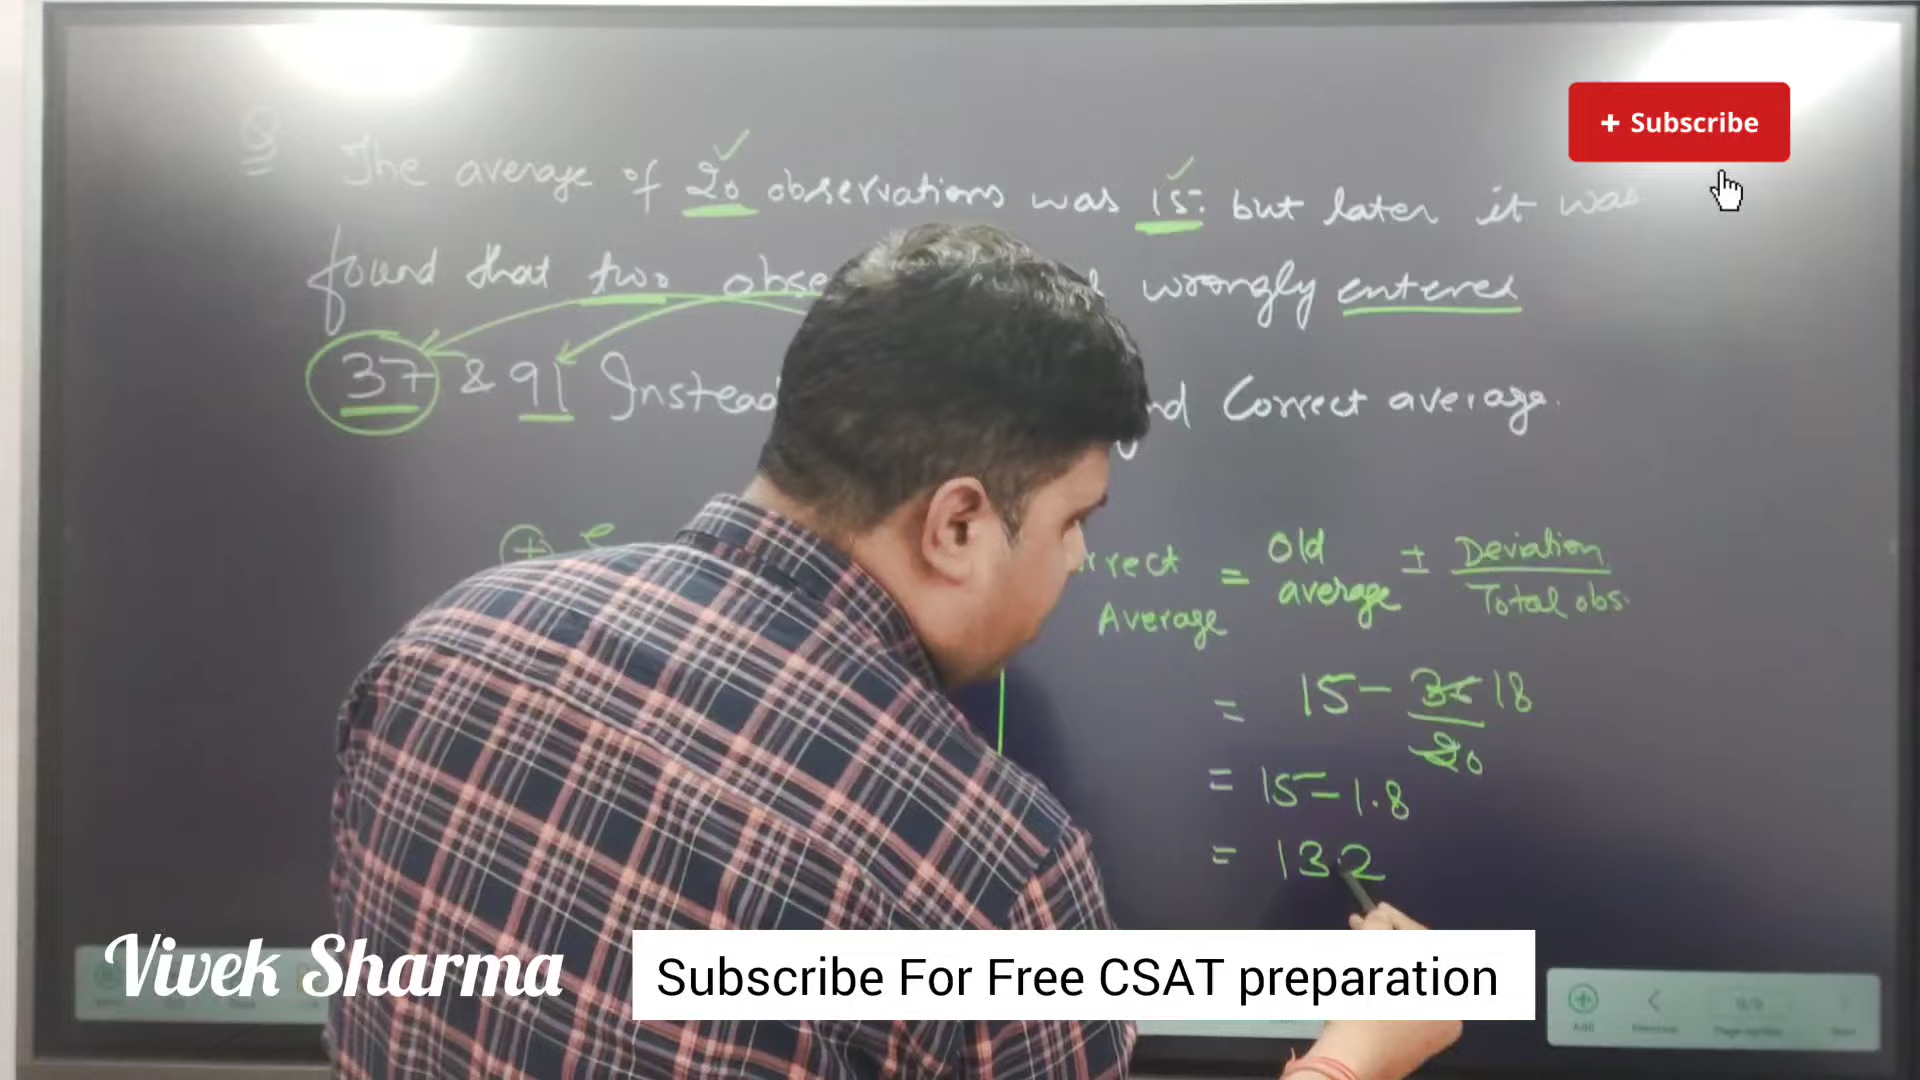 + Subscribe
Q
The average of 20 observations was 15. but later it was
found that two obse wrongly entered
37 & 91 Instead nd Correct average.
+ e
rrect Average = Old average ± Deviation / Total obs.
= 15 - 36 18 / 20
= 15 - 1.8
= 13 2
Vivek Sharma
Subscribe For Free CSAT preparation
Add